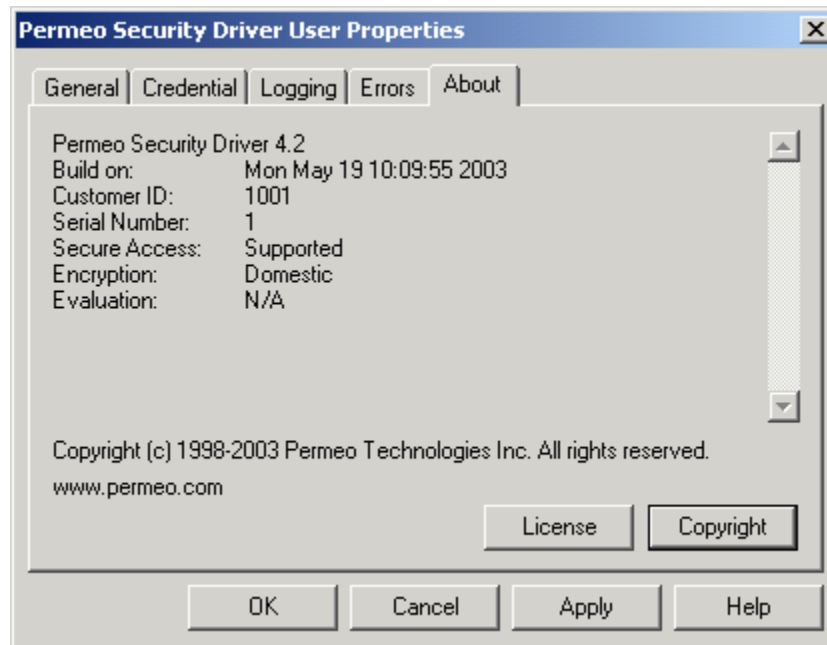 Permeo Security Driver User Properties
General Credential Logging Errors About
Permeo Security Driver 4.2
Build on: Mon May 19 10:09:55 2003
Customer ID: 1001
Serial Number: 1
Secure Access: Supported
Encryption: Domestic
Evaluation: N/A
Copyright (c) 1998-2003 Permeo Technologies Inc. All rights reserved.
www.permeo.com
License Copyright
OK Cancel Apply Help